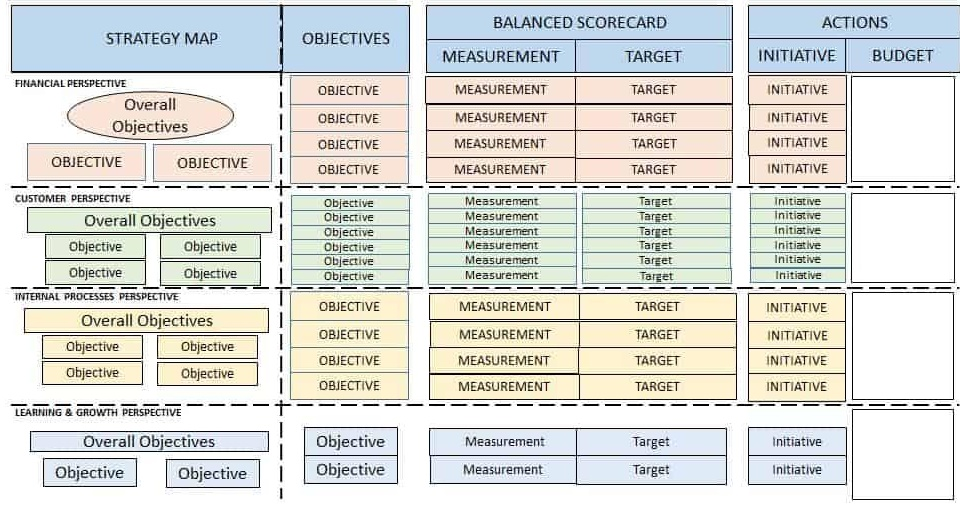 STRATEGY MAP OBJECTIVES BALANCED SCORECARD ACTIONS
MEASUREMENT TARGET INITIATIVE BUDGET
FINANCIAL PERSPECTIVE
Overall
Objectives
OBJECTIVE OBJECTIVE
OBJECTIVE MEASUREMENT TARGET INITIATIVE
OBJECTIVE MEASUREMENT TARGET INITIATIVE
OBJECTIVE MEASUREMENT TARGET INITIATIVE
OBJECTIVE MEASUREMENT TARGET INITIATIVE
CUSTOMER PERSPECTIVE
Overall Objectives
Objective Objective
Objective Objective
Objective Measurement Target Initiative
Objective Measurement Target Initiative
Objective Measurement Target Initiative
Objective Measurement Target Initiative
Objective Measurement Target Initiative
Objective Measurement Target Initiative
INTERNAL PROCESSES PERSPECTIVE
Overall Objectives
Objective Objective
Objective Objective
OBJECTIVE MEASUREMENT TARGET INITIATIVE
OBJECTIVE MEASUREMENT TARGET INITIATIVE
OBJECTIVE MEASUREMENT TARGET INITIATIVE
OBJECTIVE MEASUREMENT TARGET INITIATIVE
LEARNING & GROWTH PERSPECTIVE
Overall Objectives
Objective Objective
Objective Measurement Target Initiative
Objective Measurement Target Initiative